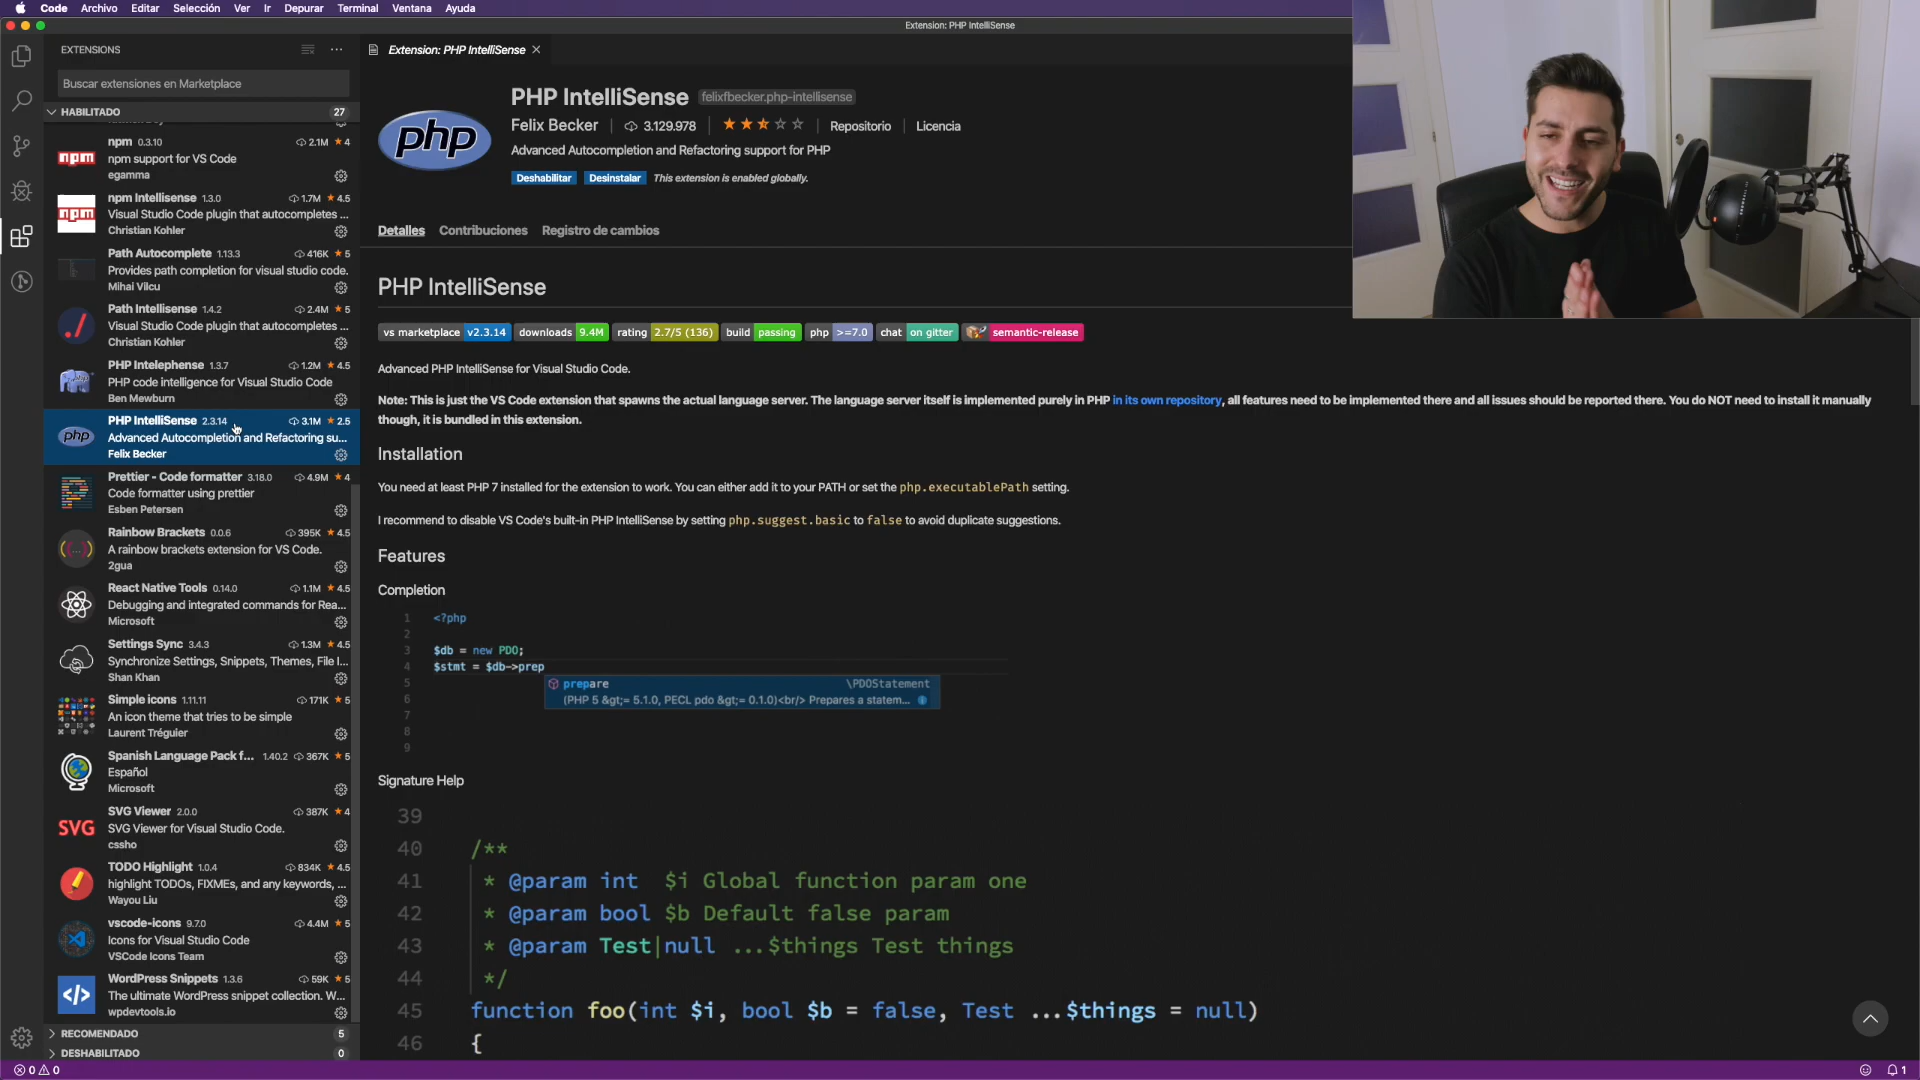 Code Archivo Editar Selección Ver Ir Depurar Terminal Ventana Ayuda
Extension: PHP IntelliSense
EXTENSIONS
Buscar extensiones en Marketplace
HABILITADO 27
npm 0.3.10 2.1M ★4
npm support for VS Code
egamma
npm Intellisense 1.3.0 1.7M ★4.5
Visual Studio Code plugin that autocompletes ...
Christian Kohler
Path Autocomplete 1.13.3 416K ★5
Provides path completion for visual studio code.
Mihai Vilcu
Path Intellisense 1.4.2 2.4M ★5
Visual Studio Code plugin that autocompletes ...
Christian Kohler
PHP Intelephense 1.3.7 1.2M ★4.5
PHP code intelligence for Visual Studio Code
Ben Mewburn
php
PHP IntelliSense 2.3.14 3.1M ★2.5
Advanced Autocompletion and Refactoring su...
Felix Becker
Prettier - Code formatter 3.18.0 4.9M ★4
Code formatter using prettier
Esben Petersen
Rainbow Brackets 0.0.6 395K ★4.5
A rainbow brackets extension for VS Code.
2gua
React Native Tools 0.14.0 1.1M ★4.5
Debugging and integrated commands for Rea...
Microsoft
Settings Sync 3.4.3 1.3M ★4.5
Synchronize Settings, Snippets, Themes, File I...
Shan Khan
Simple icons 1.11.11 171K ★5
An icon theme that tries to be simple
Laurent Tréguier
Spanish Language Pack f... 1.40.2 367K ★5
Español
Microsoft
SVG
SVG Viewer 2.0.0 387K ★4
SVG Viewer for Visual Studio Code.
cssho
TODO Highlight 1.0.4 834K ★4.5
highlight TODOs, FIXMEs, and any keywords, ...
Wayou Liu
vscode-icons 9.7.0 4.4M ★5
Icons for Visual Studio Code
VSCode Icons Team
WordPress Snippets 1.3.6 59K ★5
The ultimate WordPress snippet collection. W...
wpdevtools.io
RECOMENDADO 5
DESHABILITADO 0
Extension: PHP IntelliSense
php
PHP IntelliSense felixfbecker.php-intellisense
Felix Becker | 3.129.978 | ★★★☆☆ | Repositorio | Licencia
Advanced Autocompletion and Refactoring support for PHP
Deshabilitar Desinstalar This extension is enabled globally.
Detalles Contribuciones Registro de cambios
PHP IntelliSense
vs marketplace v2.3.14 downloads 9.4M rating 2.7/5 (136) build passing php >=7.0 chat on gitter semantic-release
Advanced PHP IntelliSense for Visual Studio Code.
Note: This is just the VS Code extension that spawns the actual language server. The language server itself is implemented purely in PHP in its own repository, all features need to be implemented there and all issues should be reported there. You do NOT need to install it manually
though, it is bundled in this extension.
Installation
You need at least PHP 7 installed for the extension to work. You can either add it to your PATH or set the php.executablePath setting.
I recommend to disable VS Code's built-in PHP IntelliSense by setting php.suggest.basic to false to avoid duplicate suggestions.
Features
Completion
1 <?php
2
3 $db = new PDO;
4 $stmt = $db->prep
5 prepare \PDOStatement
6 (PHP 5 &gt;= 5.1.0, PECL pdo &gt;= 0.1.0)<br/> Prepares a statem...
7
8
9
Signature Help
39
40 /**
41 * @param int $i Global function param one
42 * @param bool $b Default false param
43 * @param Test|null ...$things Test things
44 */
45 function foo(int $i, bool $b = false, Test ...$things = null)
46 {
0 0
1